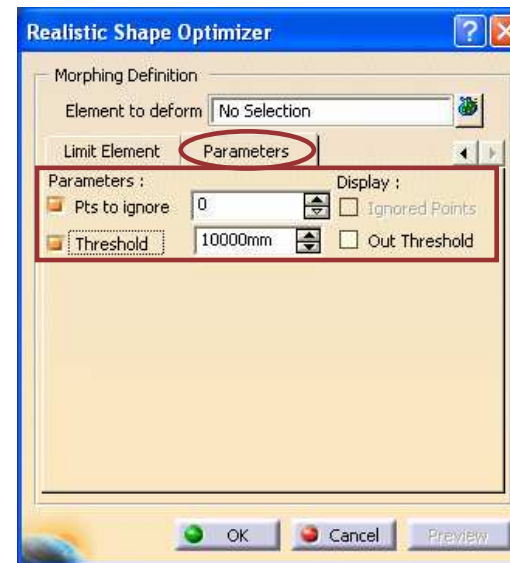 Realistic Shape Optimizer ?
Morphing Definition
Element to deform No Selection
Limit Element Parameters
Parameters : Display :
Pts to ignore 0 Ignored Points
Threshold 10000mm Out Threshold
OK Cancel Preview